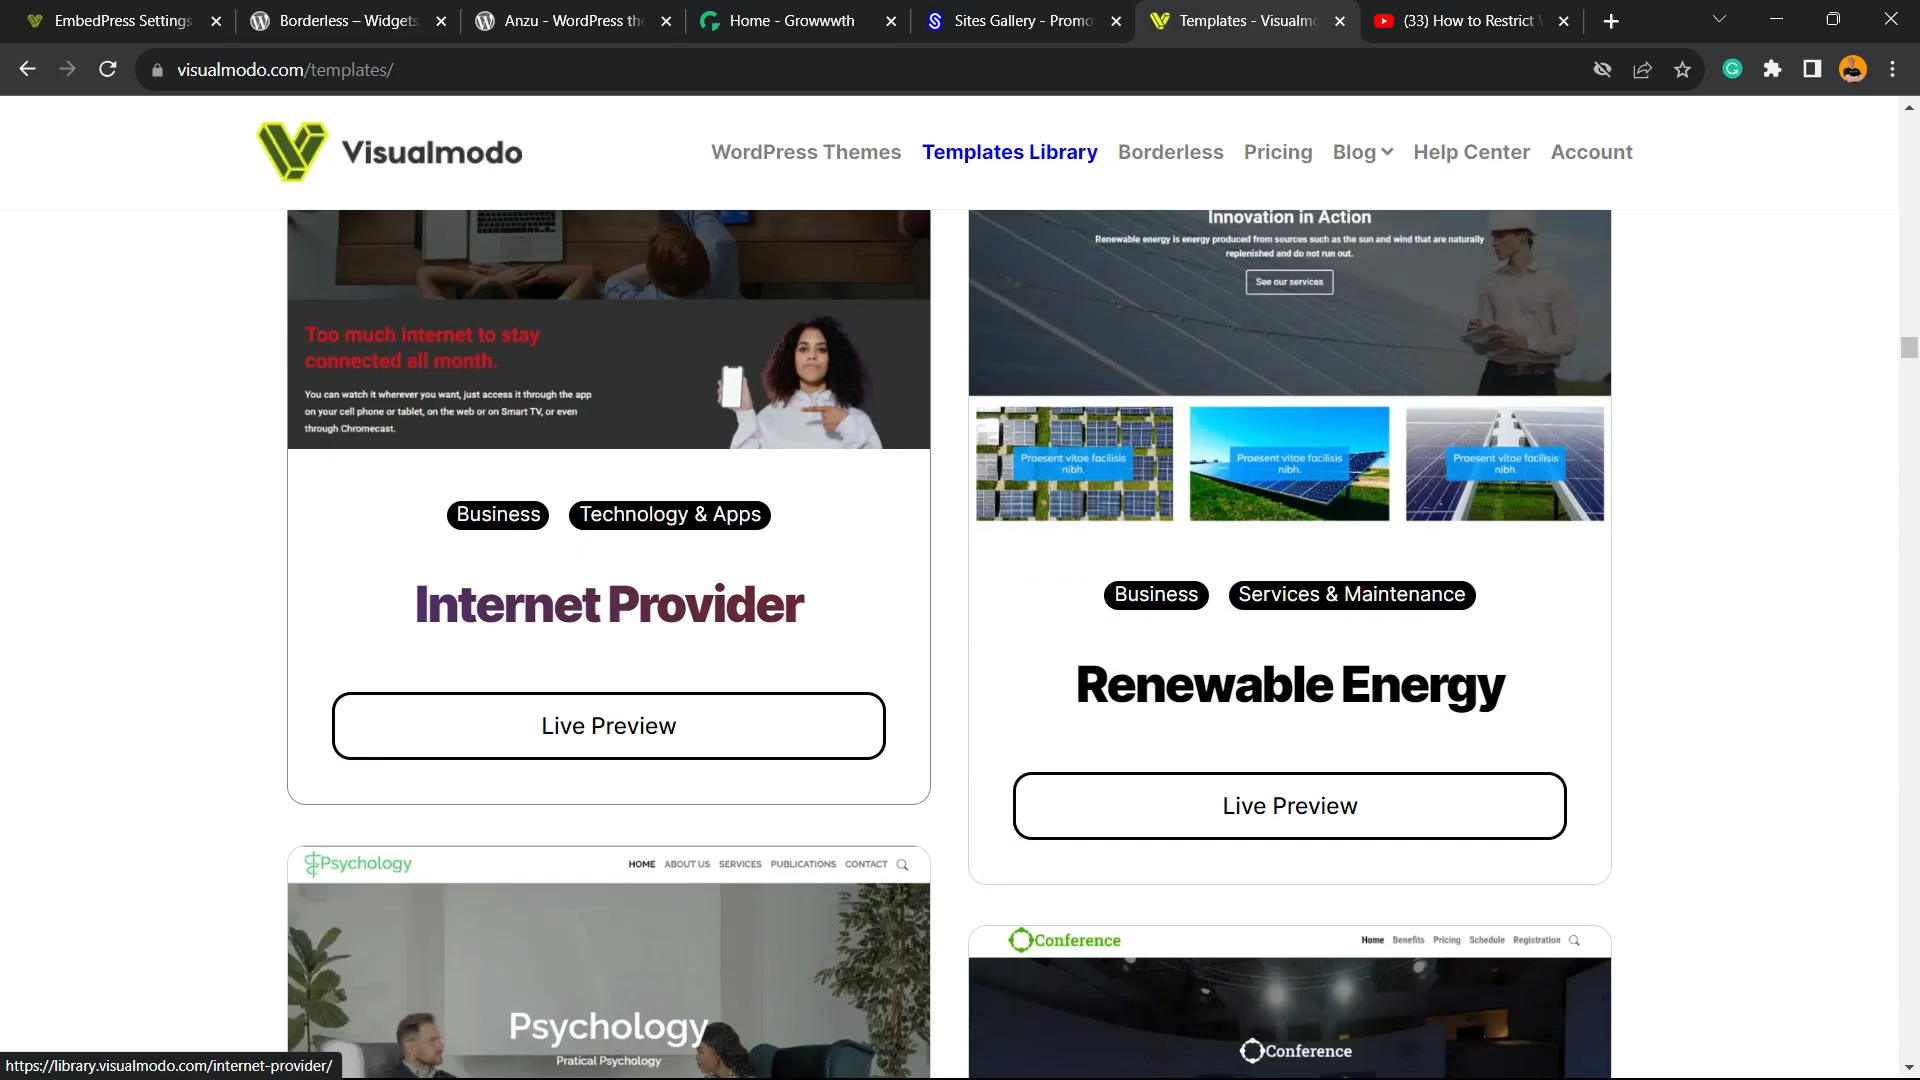 EmbedPress Settings
Borderless – Widgets
Anzu - WordPress the
Home - Growwwth
Sites Gallery - Promo
Templates - Visualmo
(33) How to Restrict
visualmodo.com/templates/
Visualmodo
WordPress Themes
Templates Library
Borderless
Pricing
Blog
Help Center
Account
Too much internet to stay
connected all month.
You can watch it wherever you want, just access it through the app
on your cell phone or tablet, on the web or on Smart TV, or even
through Chromecast.
Business
Technology & Apps
Internet Provider
Live Preview
Innovation in Action
Renewable energy is energy produced from sources such as the sun and wind that are naturally
replenished and do not run out.
See our services
Praesent vitae facilisis
nibh.
Praesent vitae facilisis
nibh.
Praesent vitae facilisis
nibh.
Business
Services & Maintenance
Renewable Energy
Live Preview
Psychology
HOME ABOUT US SERVICES PUBLICATIONS CONTACT
Psychology
Pratical Psychology
Conference
Home Benefits Pricing Schedule Registration
Conference
https://library.visualmodo.com/internet-provider/